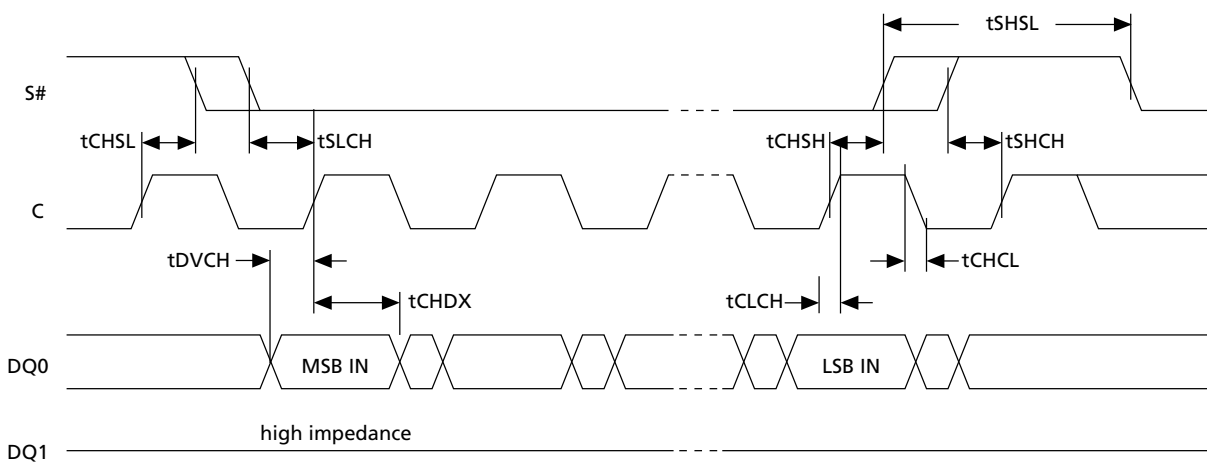 tSHSL
S#
tCHSL
tSLCH
tCHSH
tSHCH
C
tDVCH
tCHCL
tCHDX
tCLCH
DQ0
MSB IN
LSB IN
high impedance
DQ1